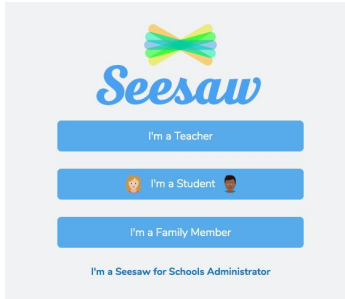 Seesaw
I'm a Teacher
I'm a Student
I'm a Family Member
I'm a Seesaw for Schools Administrator